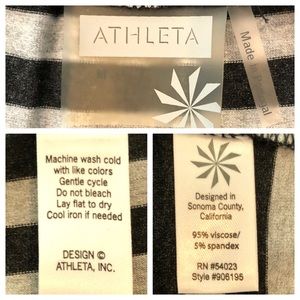 ATHLETA
Made in Portugal
Machine wash cold
with like colors
Gentle cycle
Do not bleach
Lay flat to dry
Cool iron if needed
DESIGN ©
ATHLETA, INC.
Designed in
Sonoma County,
California
95% viscose/
5% spandex
RN #54023
Style #906195